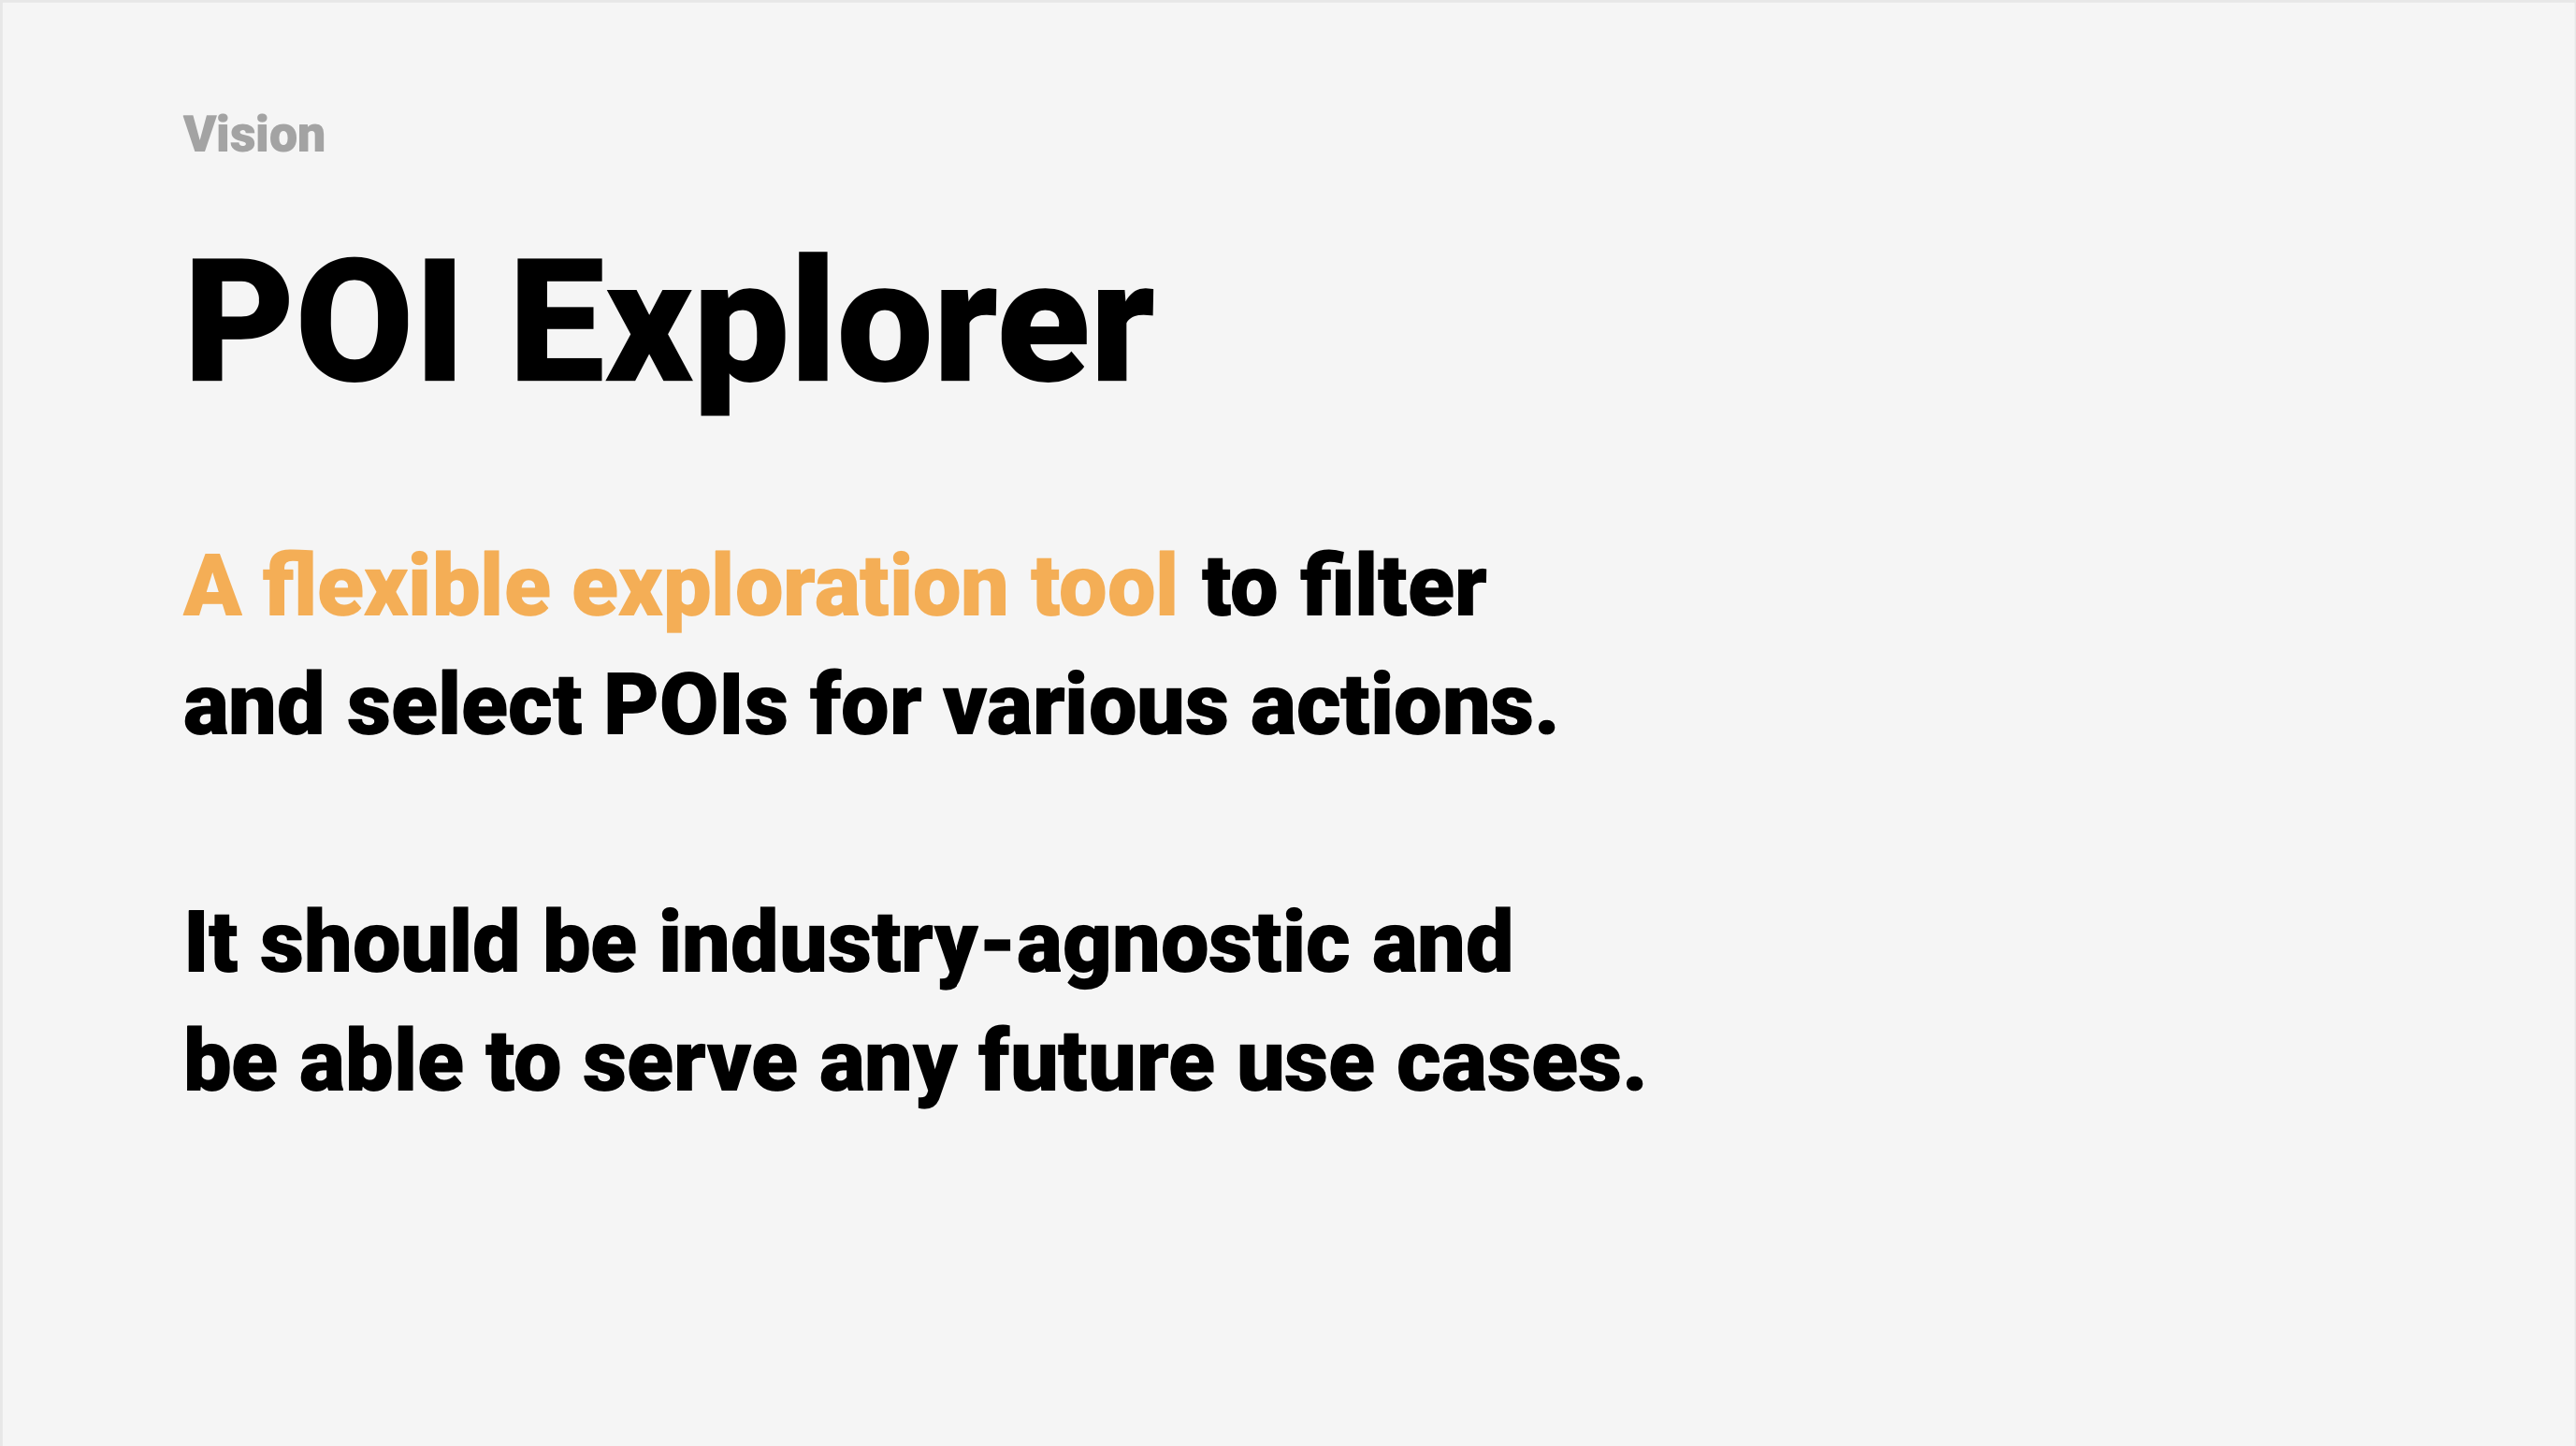 Vision
POI Explorer
A flexible exploration tool to filter
and select POIs for various actions.
It should be industry-agnostic and
be able to serve any future use cases.